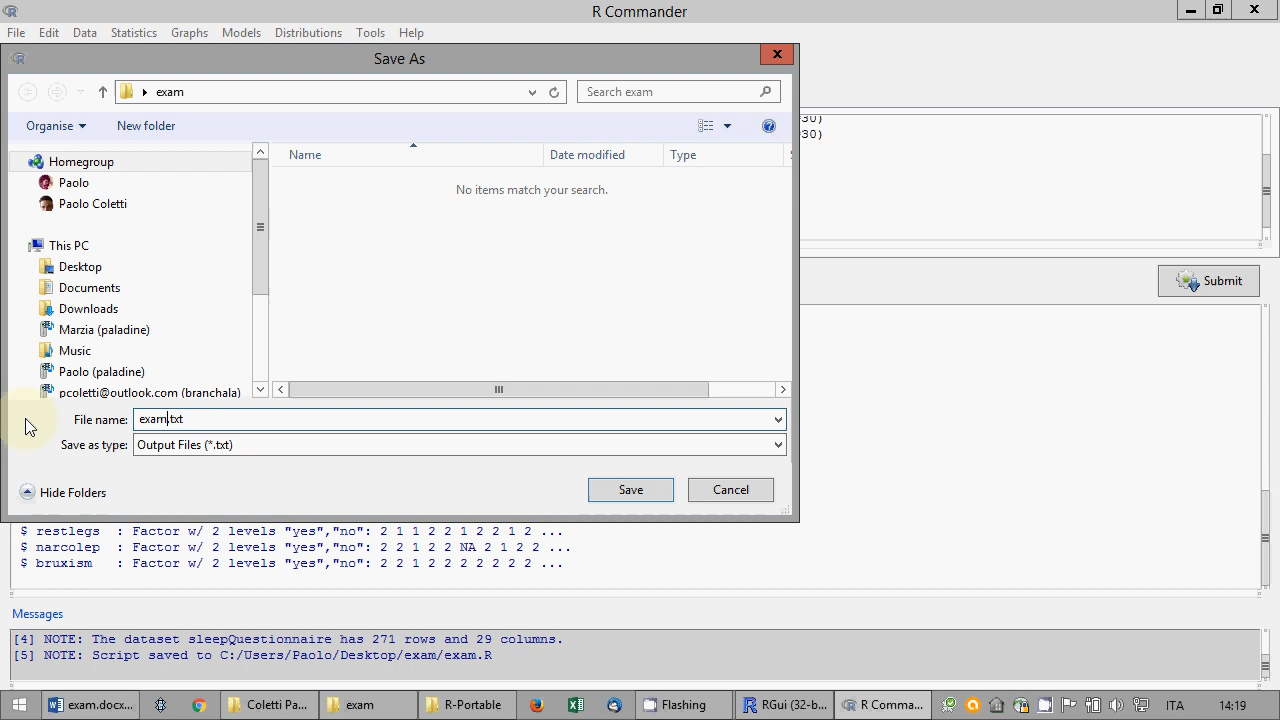 R Commander
File Edit Data Statistics Graphs Models Distributions Tools Help
Save As
exam
Search exam
Organise New folder
Name Date modified Type
No items match your search.
Homegroup
Paolo
Paolo Coletti
This PC
Desktop
Documents
Downloads
Marzia (paladine)
Music
Paolo (paladine)
pcoletti@outlook.com (branchala)
File name: exam.txt
Save as type: Output Files (*.txt)
Hide Folders
Save Cancel
30)
30)
Submit
$ restlegs : Factor w/ 2 levels "yes","no": 2 1 1 2 2 1 2 2 1 2 ...
$ narcolep : Factor w/ 2 levels "yes","no": 2 2 1 2 2 NA 2 1 2 2 ...
$ bruxism : Factor w/ 2 levels "yes","no": 2 2 1 2 2 2 2 2 2 2 ...
Messages
[4] NOTE: The dataset sleepQuestionnaire has 271 rows and 29 columns.
[5] NOTE: Script saved to C:/Users/Paolo/Desktop/exam/exam.R
exam.docx... Coletti Pa... exam R-Portable Flashing RGui (32-b... R Comma... ITA 14:19